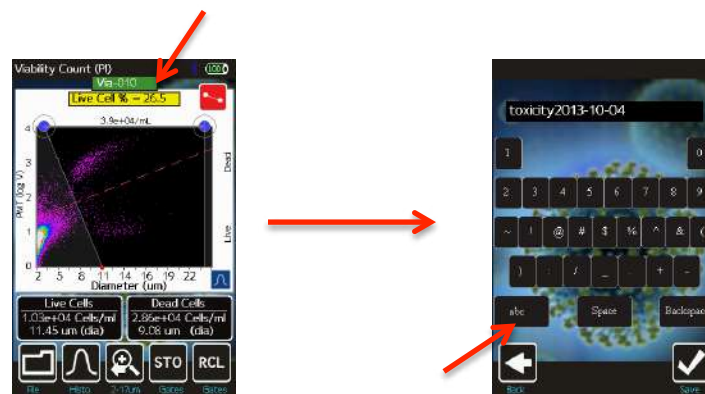 Viability Count (PI)
100
Via-010
Live Cell % = 26.5
3.9e+04/mL
4
3
2
1
0
PMT (log V)
Dead
Live
2 5 8 11 14 16 19 22
Diameter (um)
Live Cells
1.03e+04 Cells/ml
11.45 um (dia)
Dead Cells
2.86e+04 Cells/ml
9.08 um (dia)
STO
RCL
File
Histo
2-17um
Gates
Gates
toxicity2013-10-04
1 0
2 3 4 5 6 7 8 9
~ ! @ # $ % ^ & (
) : / _ . + -
abc
Space
Backspac
Back
Save